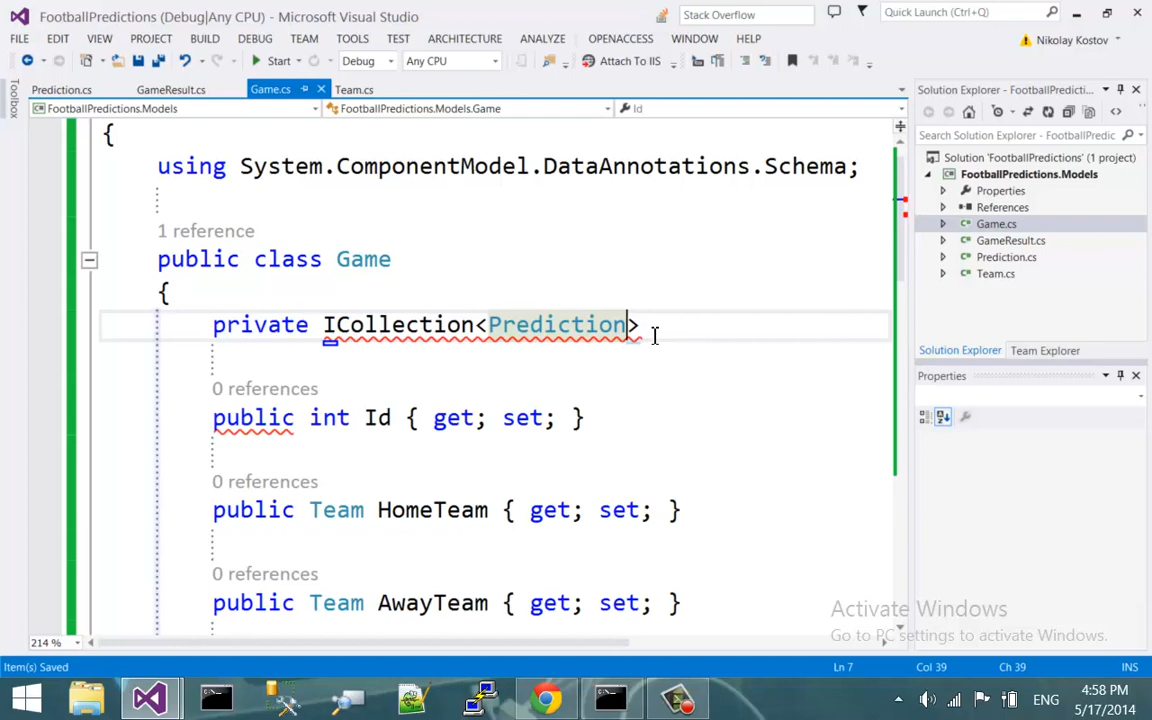 FootballPredictions (Debug|Any CPU) - Microsoft Visual Studio
Stack Overflow
Quick Launch (Ctrl+Q)
FILE EDIT VIEW PROJECT BUILD DEBUG TEAM TOOLS TEST ARCHITECTURE ANALYZE OPENACCESS WINDOW HELP
Nikolay Kostov
Start Debug Any CPU Attach To IIS
Toolbox
Prediction.cs GameResult.cs Game.cs Team.cs
FootballPredictions.Models FootballPredictions.Models.Game Id
{
using System.ComponentModel.DataAnnotations.Schema;
1 reference
public class Game
{
private ICollection<Prediction>
0 references
public int Id { get; set; }
0 references
public Team HomeTeam { get; set; }
0 references
public Team AwayTeam { get; set; }
214 %
Solution Explorer - FootballPredicti...
Search Solution Explorer - FootballPredic
Solution 'FootballPredictions' (1 project)
FootballPredictions.Models
Properties
References
Game.cs
GameResult.cs
Prediction.cs
Team.cs
Solution Explorer Team Explorer
Properties
Activate Windows
Go to PC settings to activate Windows.
Item(s) Saved Ln 7 Col 39 Ch 39 INS
ENG
4:58 PM
5/17/2014